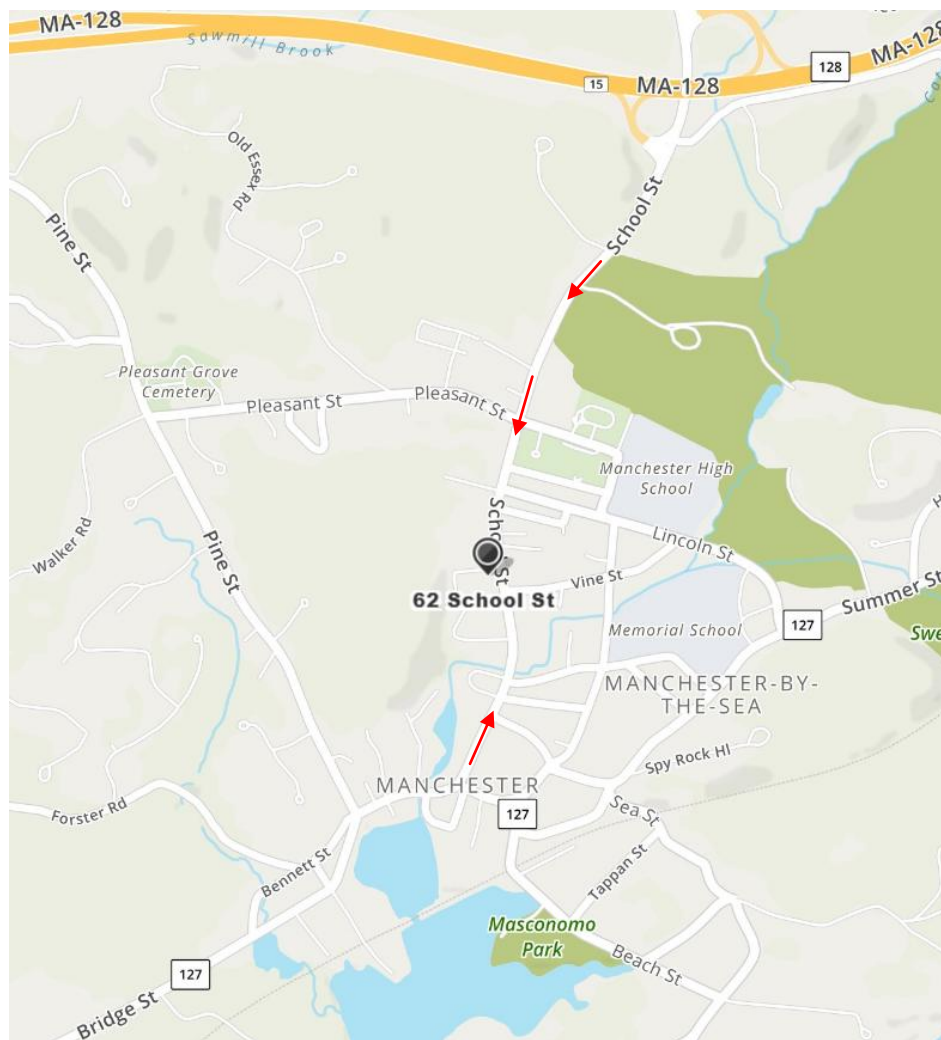 MA-128
Sawmill Brook
15
MA-128
128
MA-128
Old Essex Rd
School St
Pine St
Pleasant Grove
Cemetery
Pleasant St
Pleasant St
Manchester High
School
Walker Rd
School St
Lincoln St
Pine St
Vine St
62 School St
Summer St
127
Memorial School
Swe
MANCHESTER-BY-
THE-SEA
Spy Rock Hl
MANCHESTER
127
Forster Rd
Sea St
Bennett St
Tappan St
Masconomo
Park
Beach St
127
Bridge St